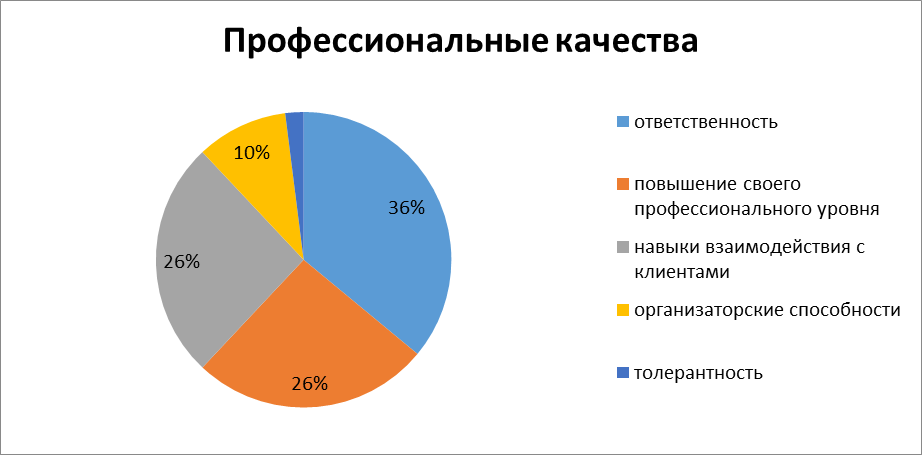 Профессиональные качества
36%
26%
26%
10%
ответственность
повышение своего
профессионального уровня
навыки взаимодействия с
клиентами
организаторские способности
толерантность